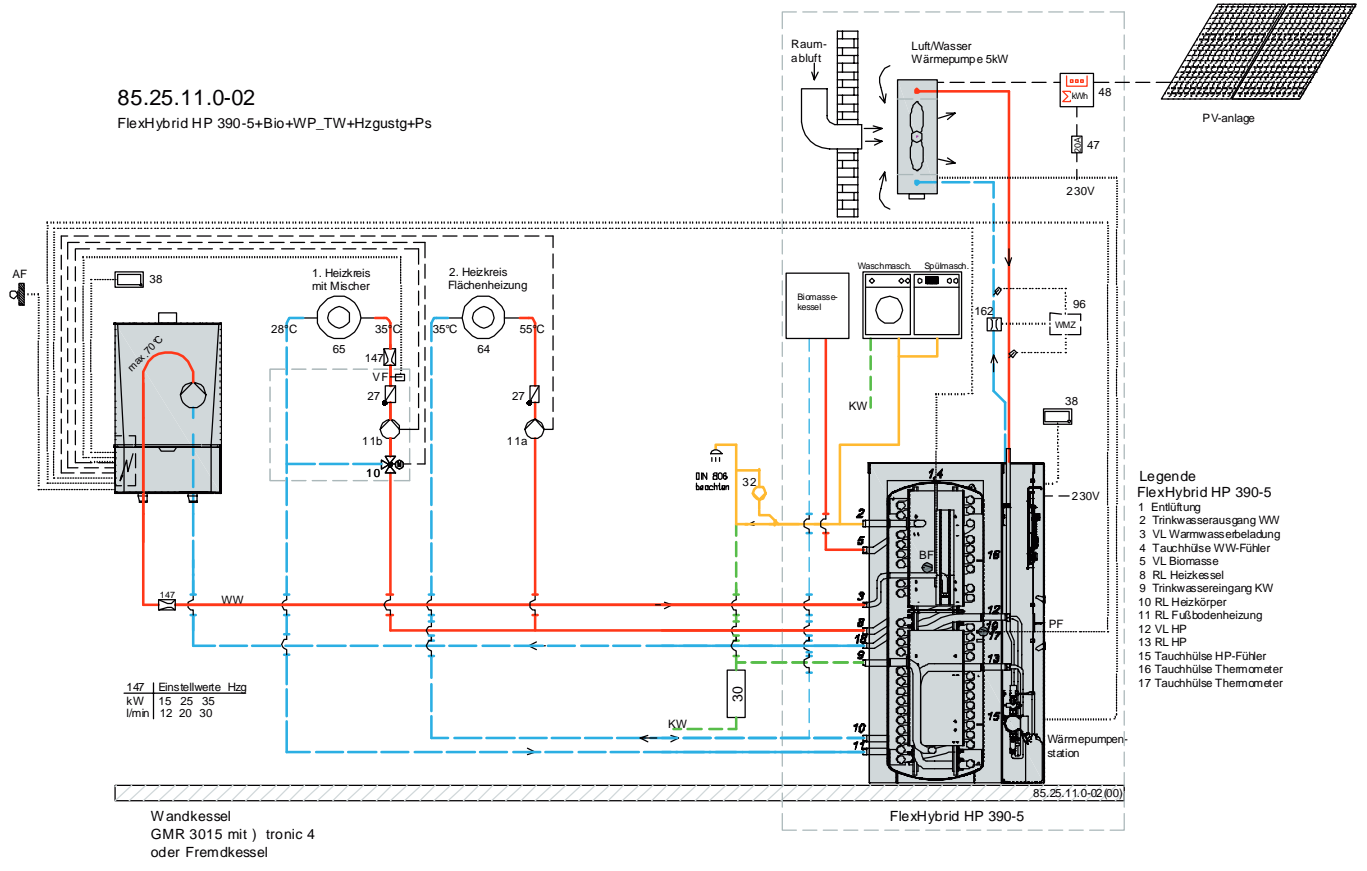 85.25.11.0-02
FlexHybrid HP 390-5+Bio+WP_TW+Hzgustg+Ps
Raum-
abluft
Luft/Wasser
Wärmepumpe 5kW
ΣkWh
48
20A
47
230V
PV-anlage
AF
38
1. Heizkreis
mit Mischer
2. Heizkreis
Flächenheizung
28°C
35°C
65
35°C
55°C
64
147
VF
27
27
11b
11a
10
M
max.70°C
Biomasse-
kessel
Waschmasch.
Spülmasch.
KW
162
96
WMZ
38
230V
DIN 806
beachten
32
1,4
2
5
BF
16
3
12
8
18
17
9
13
PF
15
10
11
147
WW
30
KW
Wärmepumpen-
station
147 Einstellwerte Hzg
kW 15 25 35
l/min 12 20 30
Legende
FlexHybrid HP 390-5
1 Entlüftung
2 Trinkwasserausgang WW
3 VL Warmwasserbeladung
4 Tauchhülse WW-Fühler
5 VL Biomasse
8 RL Heizkessel
9 Trinkwassereingang KW
10 RL Heizkörper
11 RL Fußbodenheizung
12 VL HP
13 RL HP
15 Tauchhülse HP-Fühler
16 Tauchhülse Thermometer
17 Tauchhülse Thermometer
85.25.11.0-02(00)
FlexHybrid HP 390-5
Wandkessel
GMR 3015 mit ) tronic 4
oder Fremdkessel